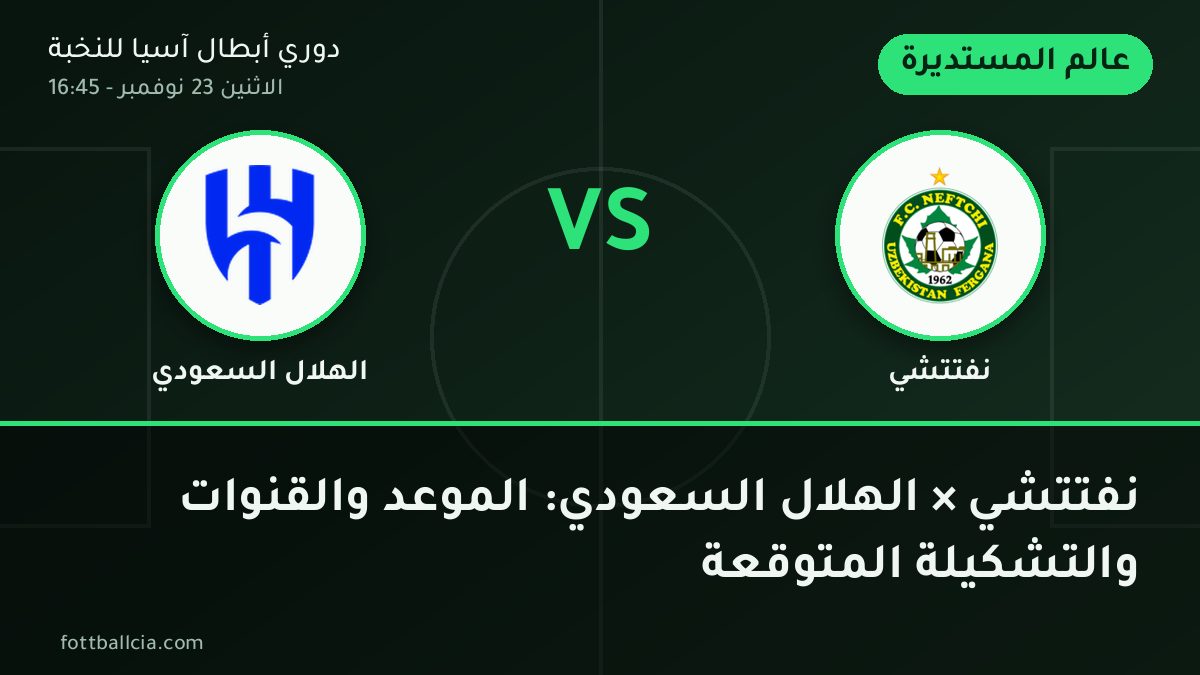 عالم المستديرة
دوري أبطال آسيا للنخبة
الاثنين 23 نوفمبر - 16:45
VS
F.C. NEFTCHI
UZBEKISTAN FERGANA
1962
نفتتشي
الهلال السعودي
نفتتشي × الهلال السعودي: الموعد والقنوات
والتشكيلة المتوقعة
fottballcia.com